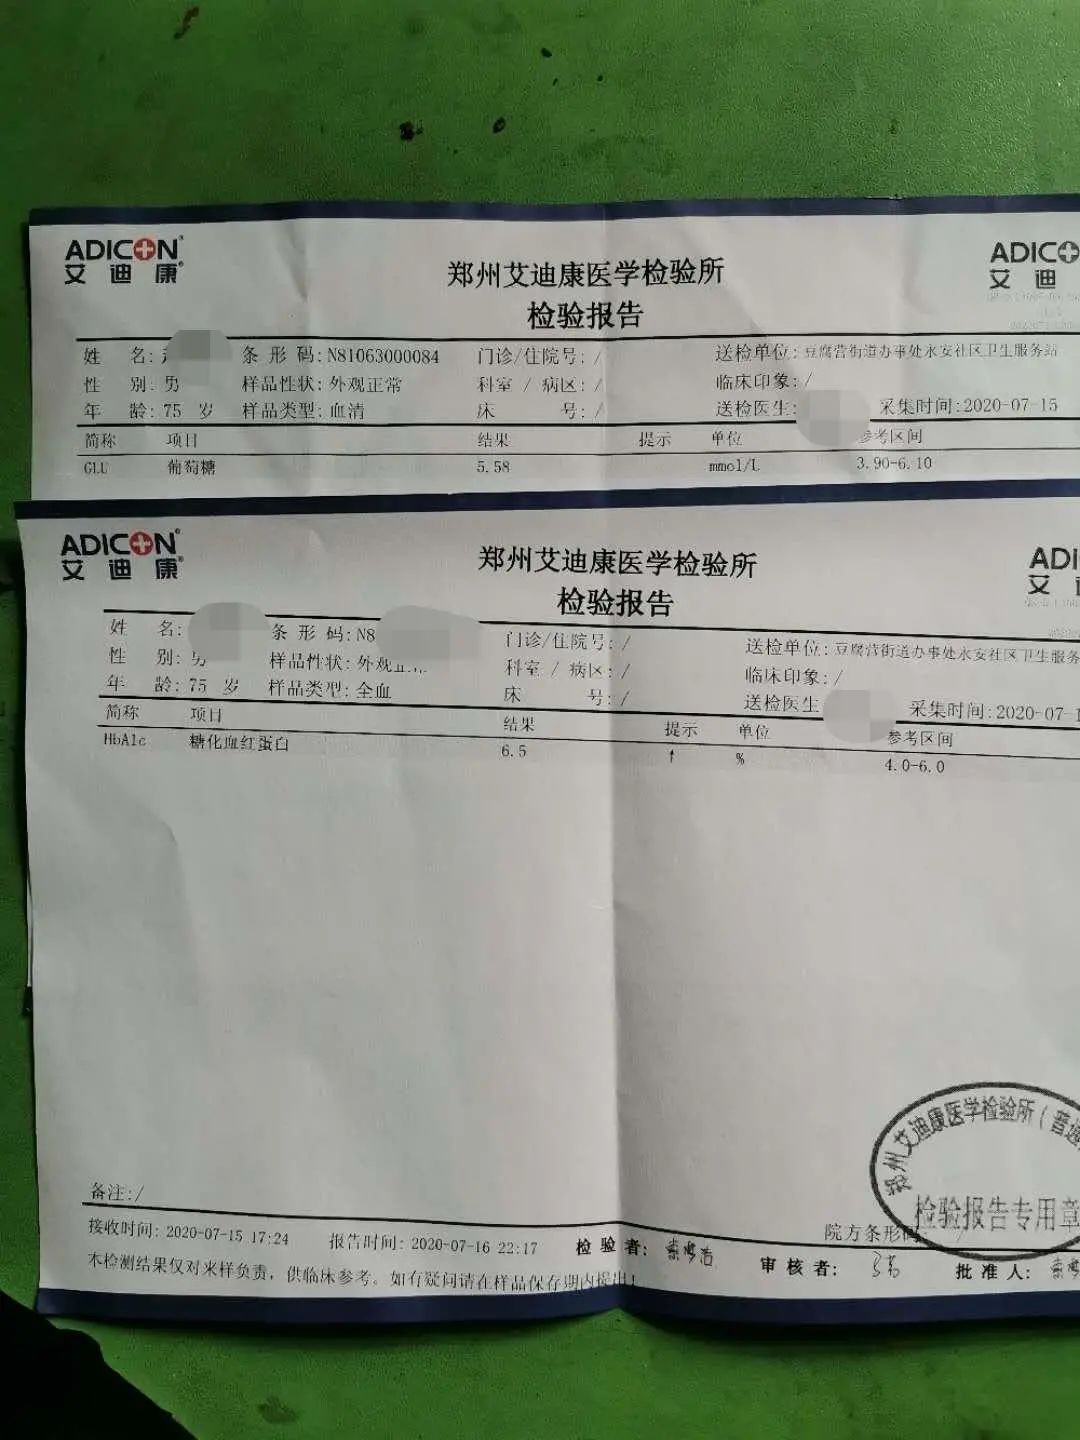 ADICON
艾迪康
ADICO
艾迪
郑州艾迪康医学检验所
检验报告
姓 名: 条形码:N81063000084 门诊/住院号:/ 送检单位:豆腐营街道办事处永安社区卫生服务站
性 别:男 样品性状:外观正常 科室 / 病区:/ 临床印象:/
年 龄:75 岁 样品类型:血清 床 号:/ 送检医生: 采集时间:2020-07-15
简称 项目 结果 提示 单位 参考区间
GLU 葡萄糖 5.58 mmol/L 3.90-6.10
ADICON
艾迪康
ADI
艾
郑州艾迪康医学检验所
检验报告
姓 名: 条形码:N8 门诊/住院号:/ 送检单位:豆腐营街道办事处永安社区卫生服务
性 别:男 样品性状:外观 科室 / 病区:/ 临床印象:/
年 龄:75 岁 样品类型:全血 床 号:/ 送检医生 采集时间:2020-07-1
简称 项目 结果 提示 单位 参考区间
HbA1c 糖化血红蛋白 6.5 ↑ % 4.0-6.0
郑州艾迪康医学检验所(普通
检验报告专用章
备注:/
接收时间: 2020-07-15 17:24 报告时间: 2020-07-16 22:17 检验者: 院方条形码: 审核者: 批准人:
本检测结果仅对来样负责，供临床参考。如有疑问请在样品保存期内提出!